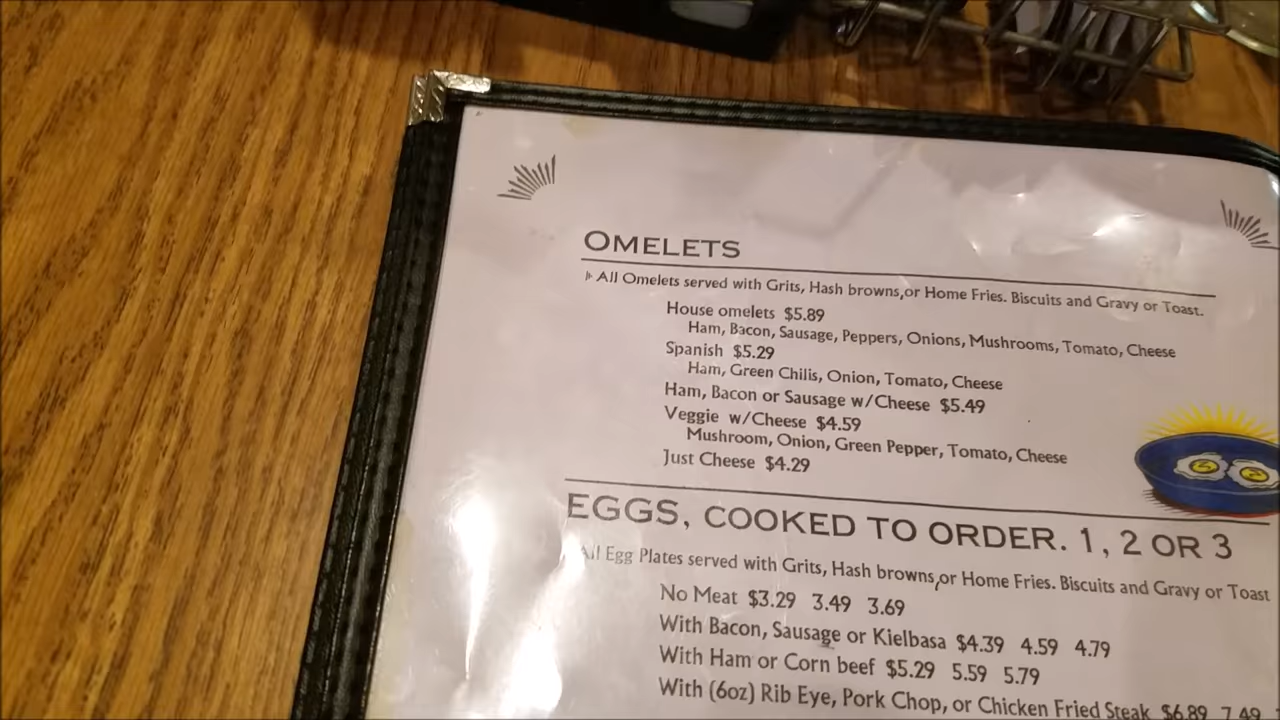 OMELETS
All Omelets served with Grits, Hash browns,or Home Fries. Biscuits and Gravy or Toast.
House omelets $5.89
Ham, Bacon, Sausage, Peppers, Onions, Mushrooms, Tomato, Cheese
Spanish $5.29
Ham, Green Chilis, Onion, Tomato, Cheese
Ham, Bacon or Sausage w/Cheese $5.49
Veggie w/Cheese $4.59
Mushroom, Onion, Green Pepper, Tomato, Cheese
Just Cheese $4.29
EGGS, COOKED TO ORDER. 1, 2 OR 3
All Egg Plates served with Grits, Hash browns,or Home Fries. Biscuits and Gravy or Toast
No Meat $3.29 3.49 3.69
With Bacon, Sausage or Kielbasa $4.39 4.59 4.79
With Ham or Corn beef $5.29 5.59 5.79
With (6oz) Rib Eye, Pork Chop, or Chicken Fried Steak $6.89 7.49